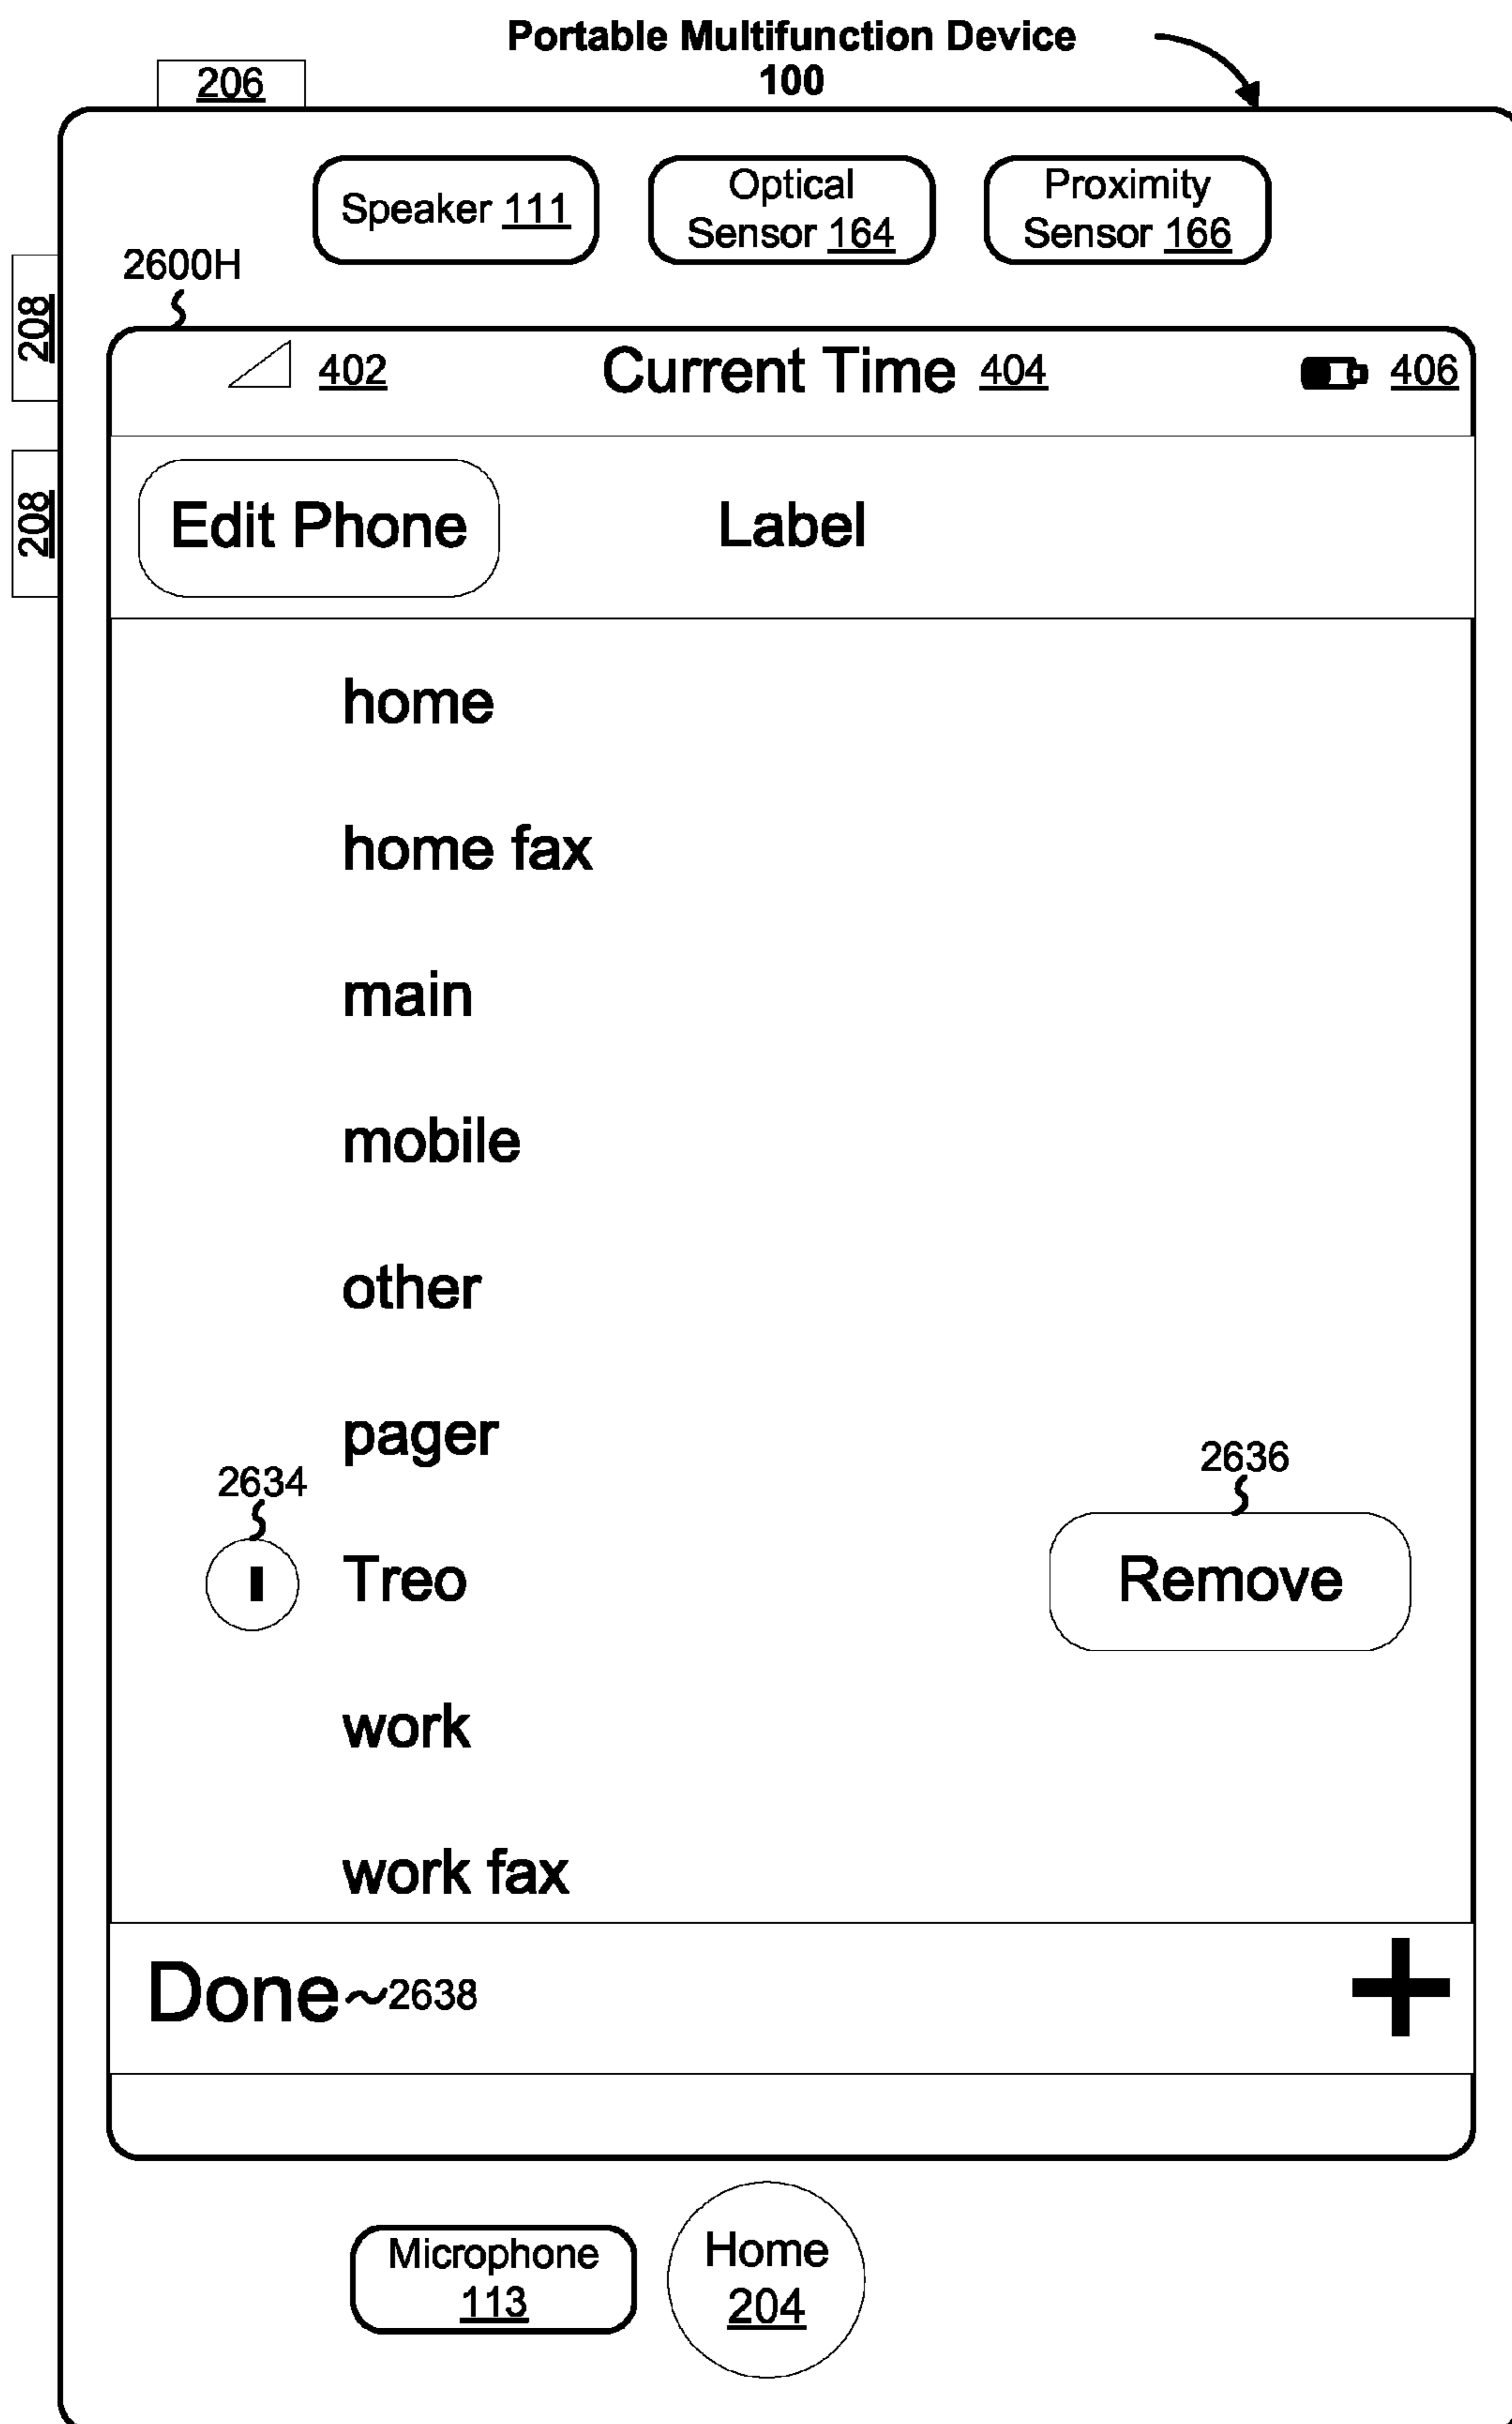 Portable Multifunction Device
100
206
Speaker 111
Optical
Sensor 164
Proximity
Sensor 166
2600H
208
208
402
Current Time 404
406
Edit Phone
Label
home
home fax
main
mobile
other
pager
2634
2636
Treo
Remove
work
work fax
Done~2638
+
Microphone
113
Home
204